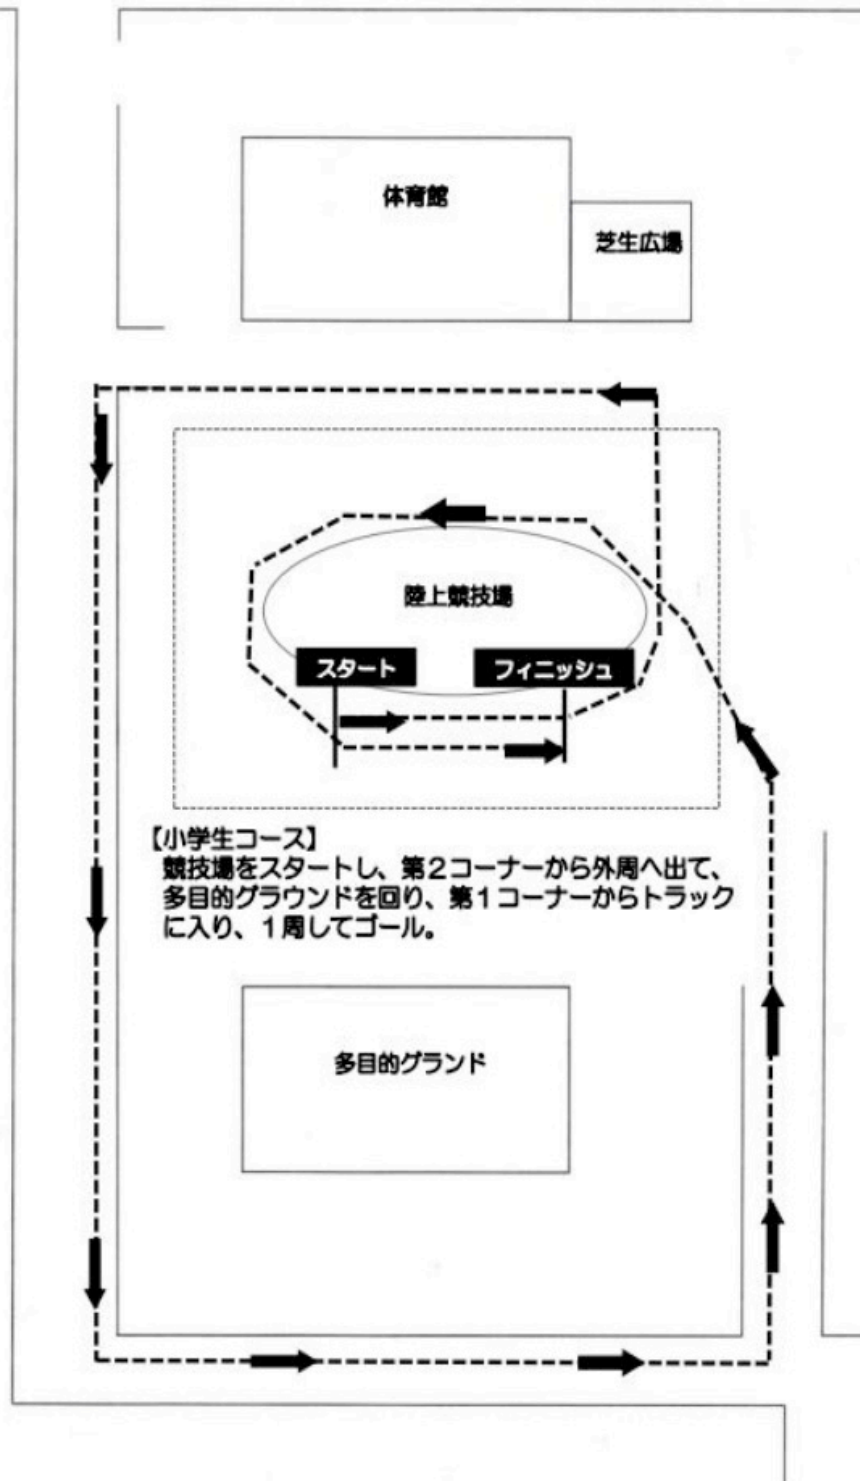 体育館
芝生広場
陸上競技場
スタート
フィニッシュ
【小学生コース】
競技場をスタートし、第２コーナーから外周へ出て、
多目的グラウンドを回り、第１コーナーからトラック
に入り、１周してゴール。
多目的グランド